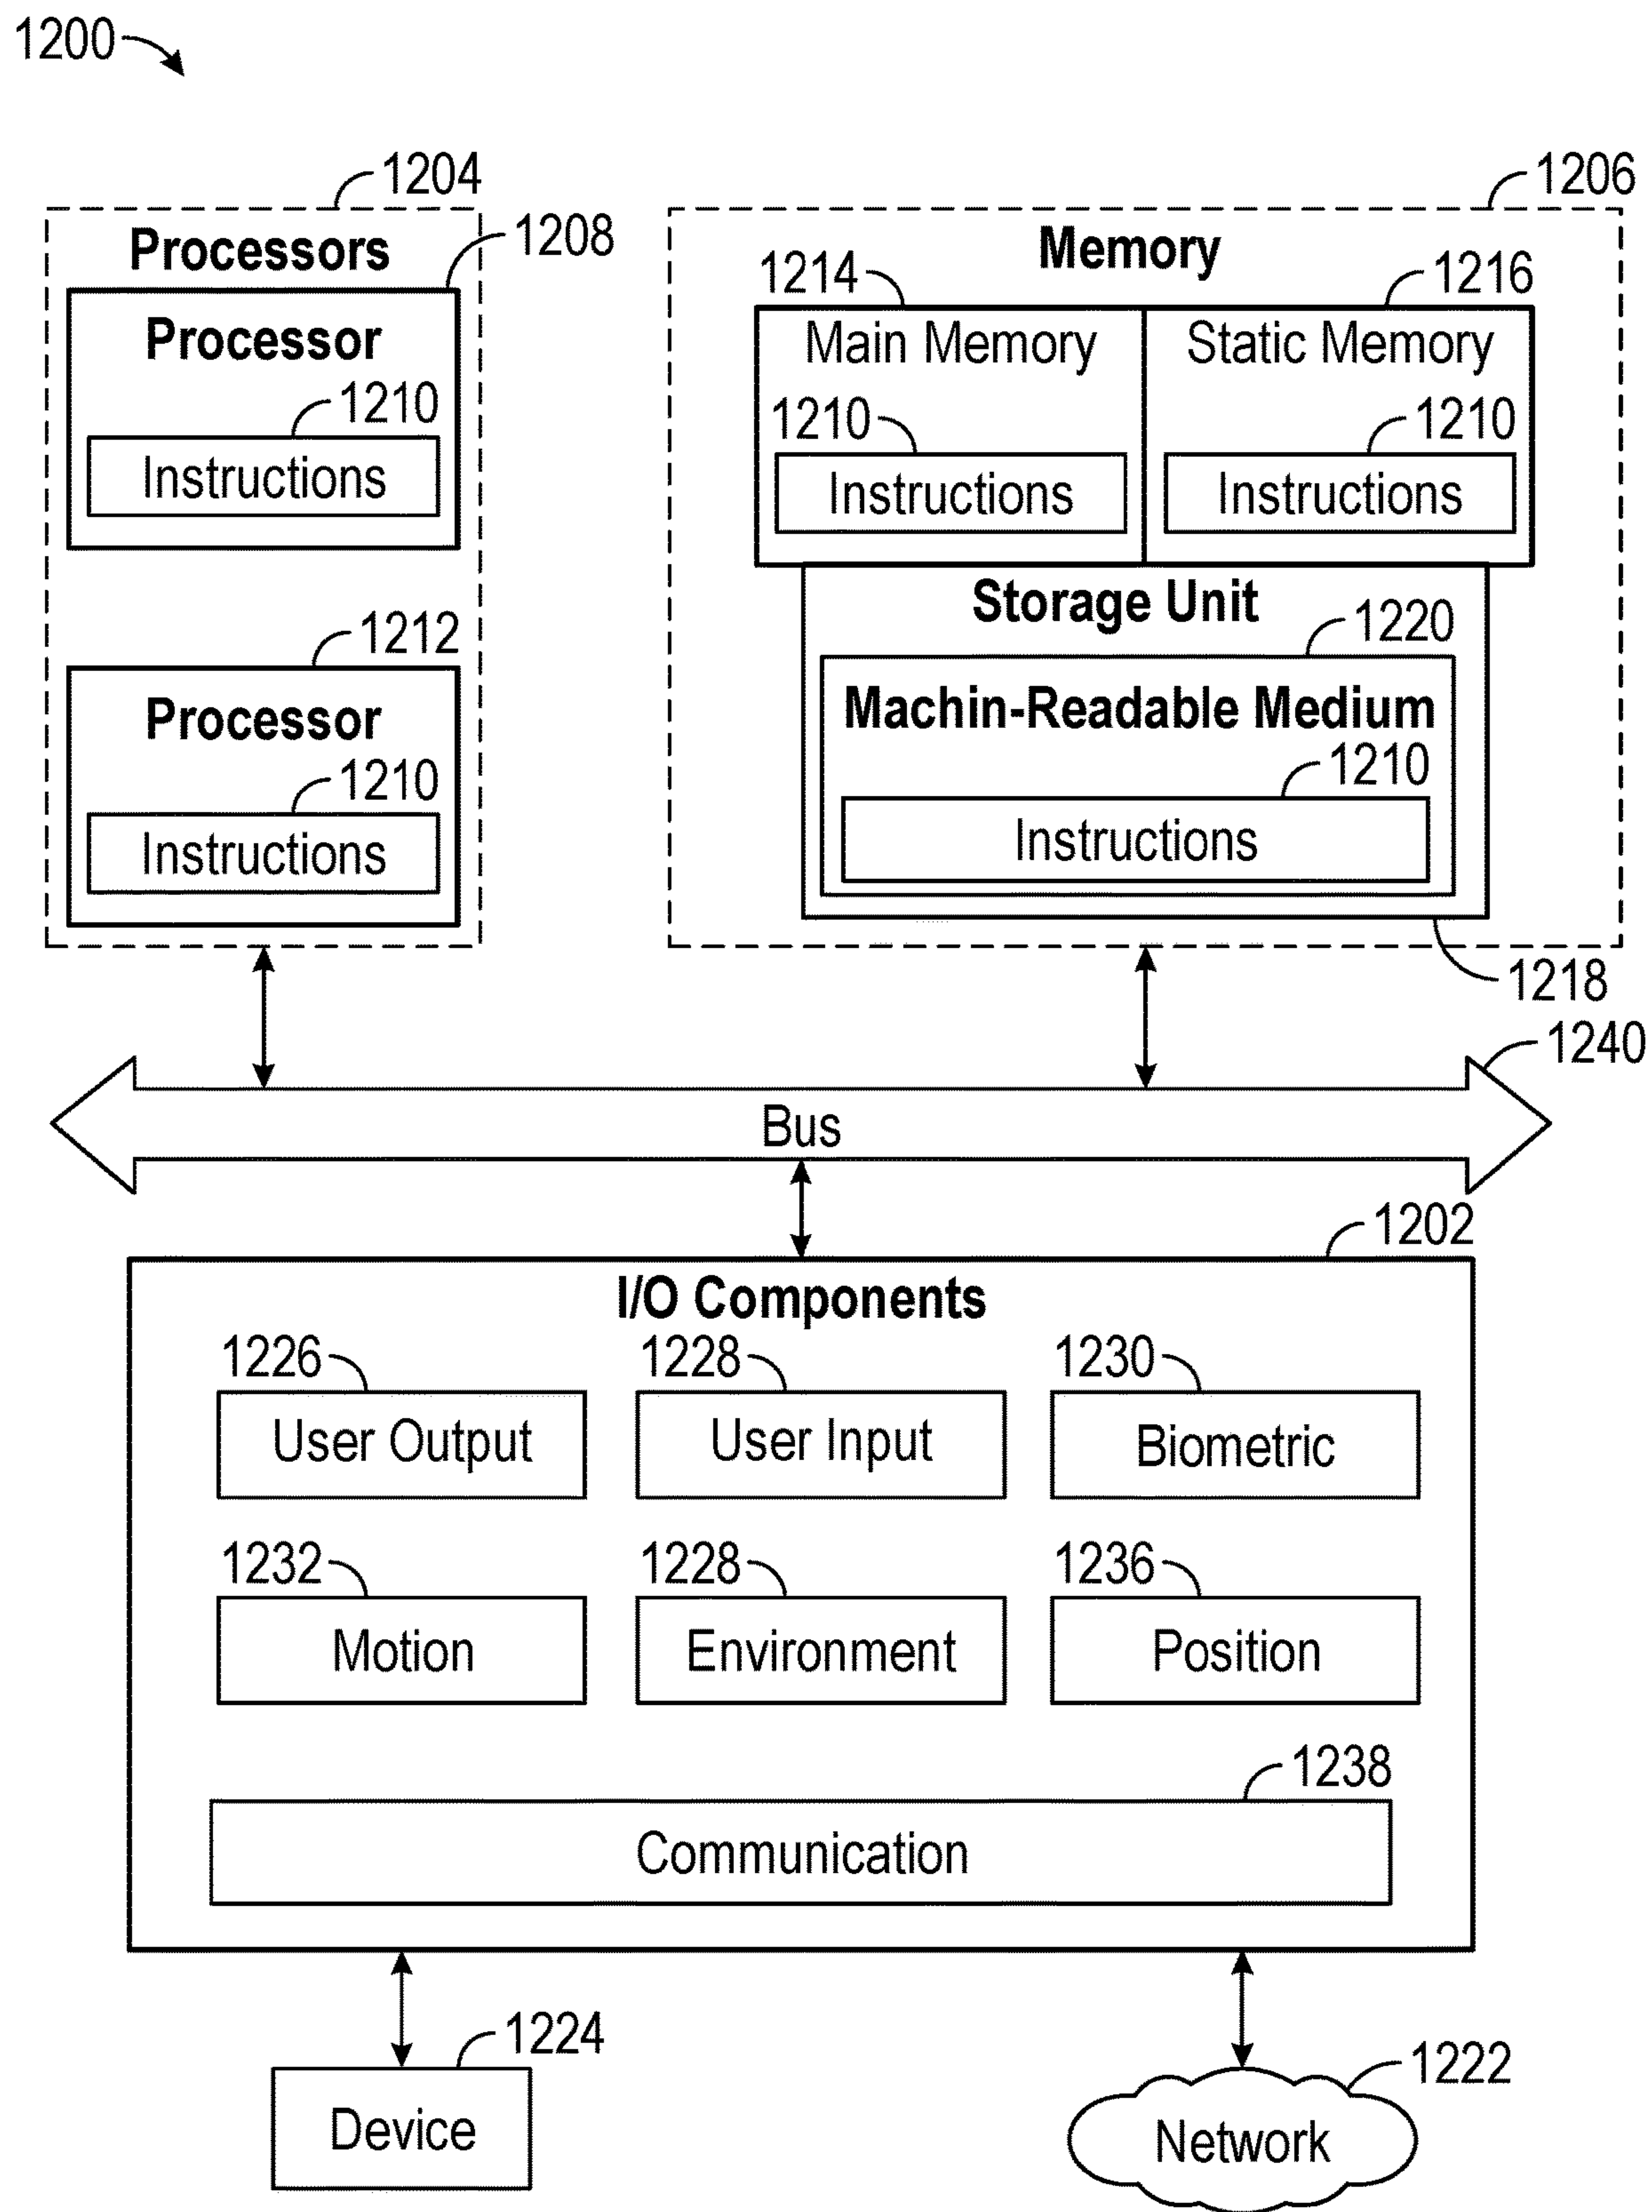 1200
1204
1206
Processors
1208
Memory
1214
1216
Processor
Main Memory
Static Memory
1210
1210
1210
Instructions
Instructions
Instructions
Storage Unit
1212
1220
Processor
Machin-Readable Medium
1210
1210
Instructions
Instructions
1218
1240
Bus
1202
I/O Components
1226
1228
1230
User Output
User Input
Biometric
1232
1228
1236
Motion
Environment
Position
1238
Communication
1224
1222
Device
Network